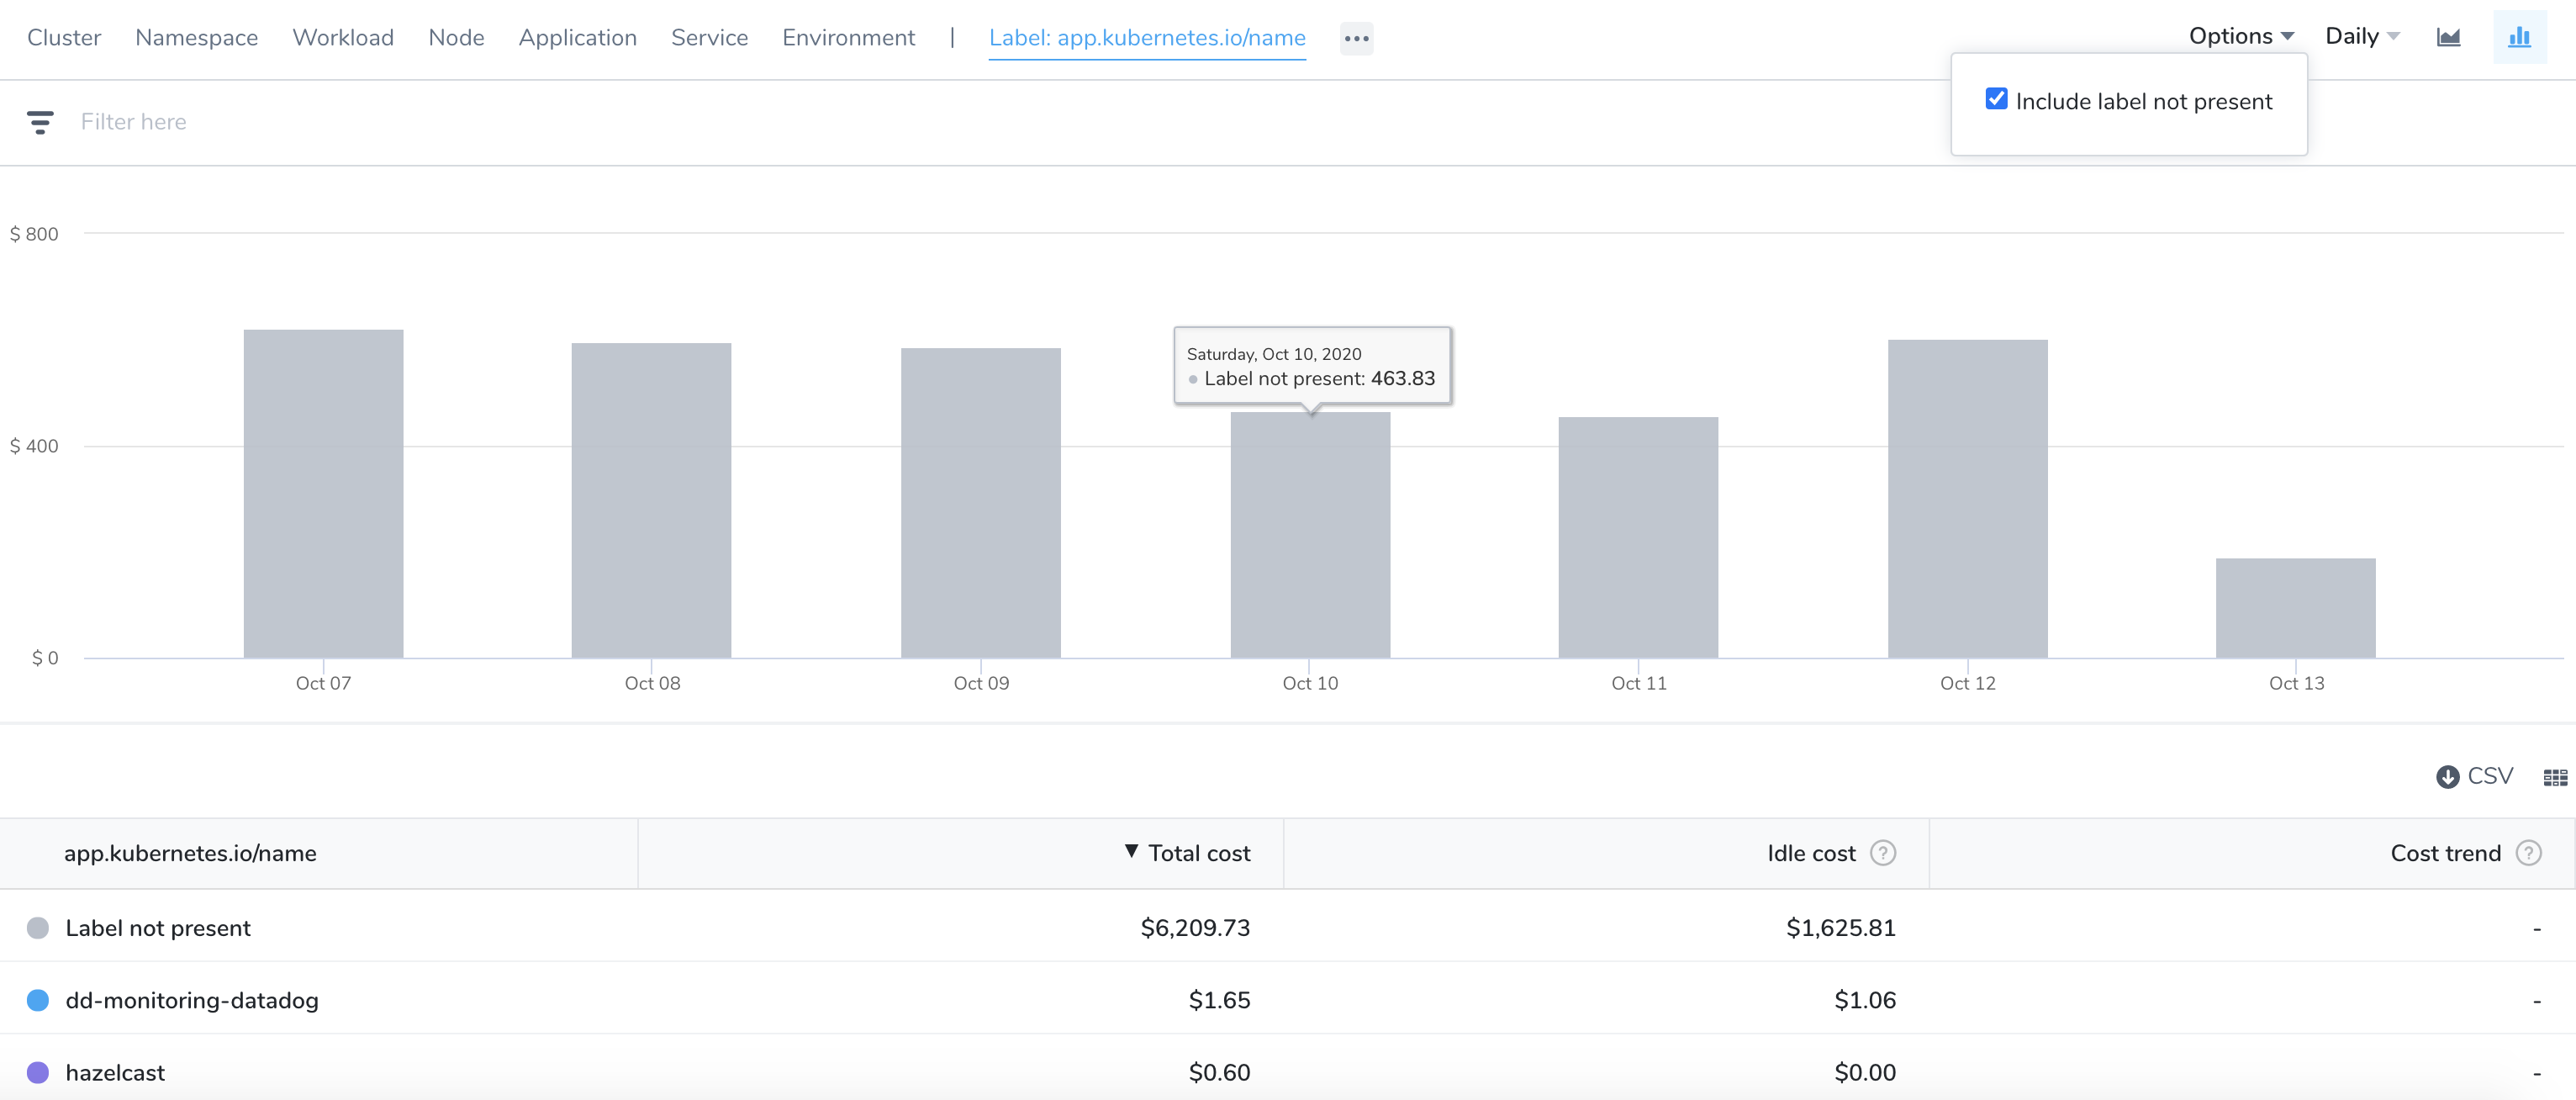 Cluster Namespace Workload Node Application Service Environment | Label: app.kubernetes.io/name ••• Options Daily
Include label not present
Filter here
$ 800
$ 400
$ 0
Saturday, Oct 10, 2020
Label not present: 463.83
Oct 07 Oct 08 Oct 09 Oct 10 Oct 11 Oct 12 Oct 13
CSV
app.kubernetes.io/name ▼ Total cost Idle cost ? Cost trend ?
Label not present $6,209.73 $1,625.81 -
dd-monitoring-datadog $1.65 $1.06 -
hazelcast $0.60 $0.00 -